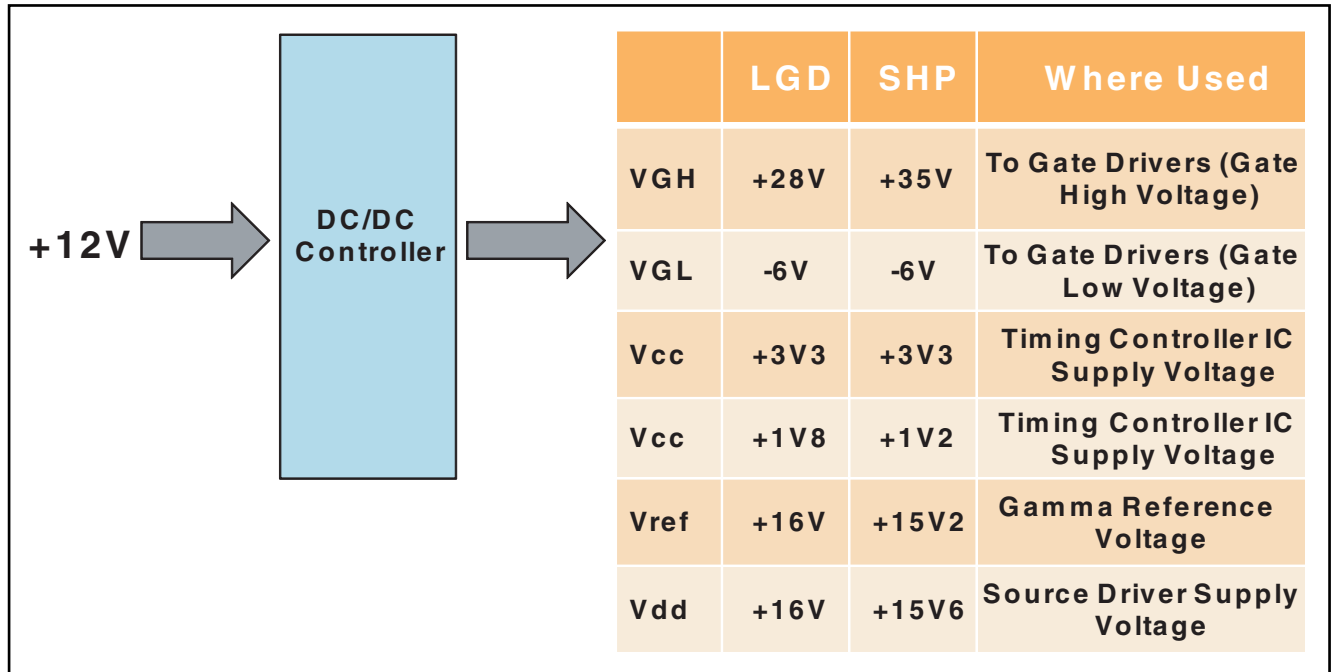 +12V
DC/DC
Controller
LGD SHP Where Used
VGH +28V +35V To Gate Drivers (Gate
High Voltage)
VGL -6V -6V To Gate Drivers (Gate
Low Voltage)
Vcc +3V3 +3V3 Timing Controller IC
Supply Voltage
Vcc +1V8 +1V2 Timing Controller IC
Supply Voltage
Vref +16V +15V2 Gamma Reference
Voltage
Vdd +16V +15V6 Source Driver Supply
Voltage